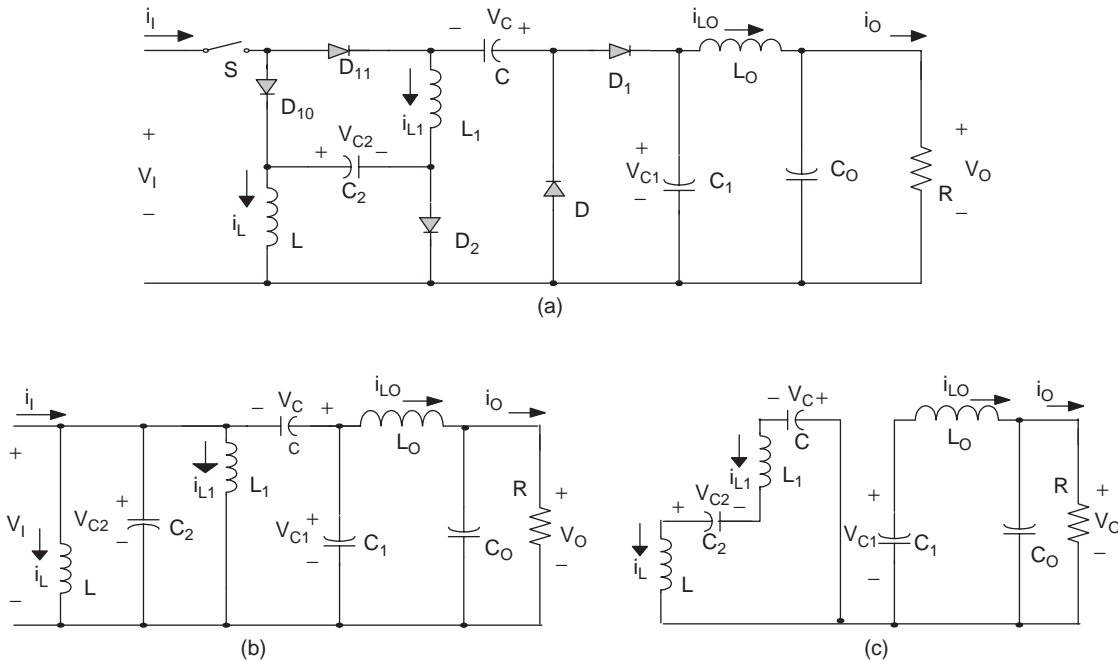 i_I
V_C
i_LO
i_O
− +
S
D_11
C
D_1
L_O
D_10
i_L1
L_1
+
V_I
−
V_C2
+ −
C_2
i_L
L
D_2
D
+
V_C1
−
C_1
C_O
R
+
V_O
−
(a)
i_I
V_C
i_LO
i_O
− +
C
L_O
+
V_I
−
i_L
L
+
V_C2
−
C_2
i_L1
L_1
+
V_C1
−
C_1
C_O
R
+
V_O
−
(b)
− V_C +
C
i_LO
i_O
L_O
i_L1
L_1
V_C2
+ −
C_2
i_L
L
+
V_C1
−
C_1
C_O
R
+
V_O
−
(c)